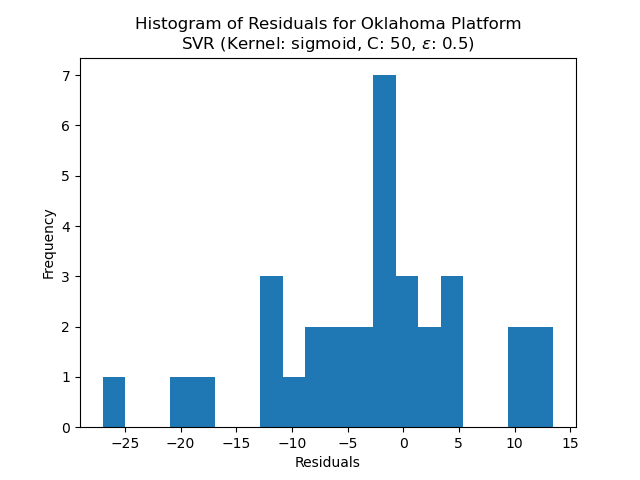 Histogram of Residuals for Oklahoma Platform
SVR (Kernel: sigmoid, C: 50, ε: 0.5)
7
6
5
4
3
2
1
0
Frequency
−25 −20 −15 −10 −5 0 5 10 15
Residuals